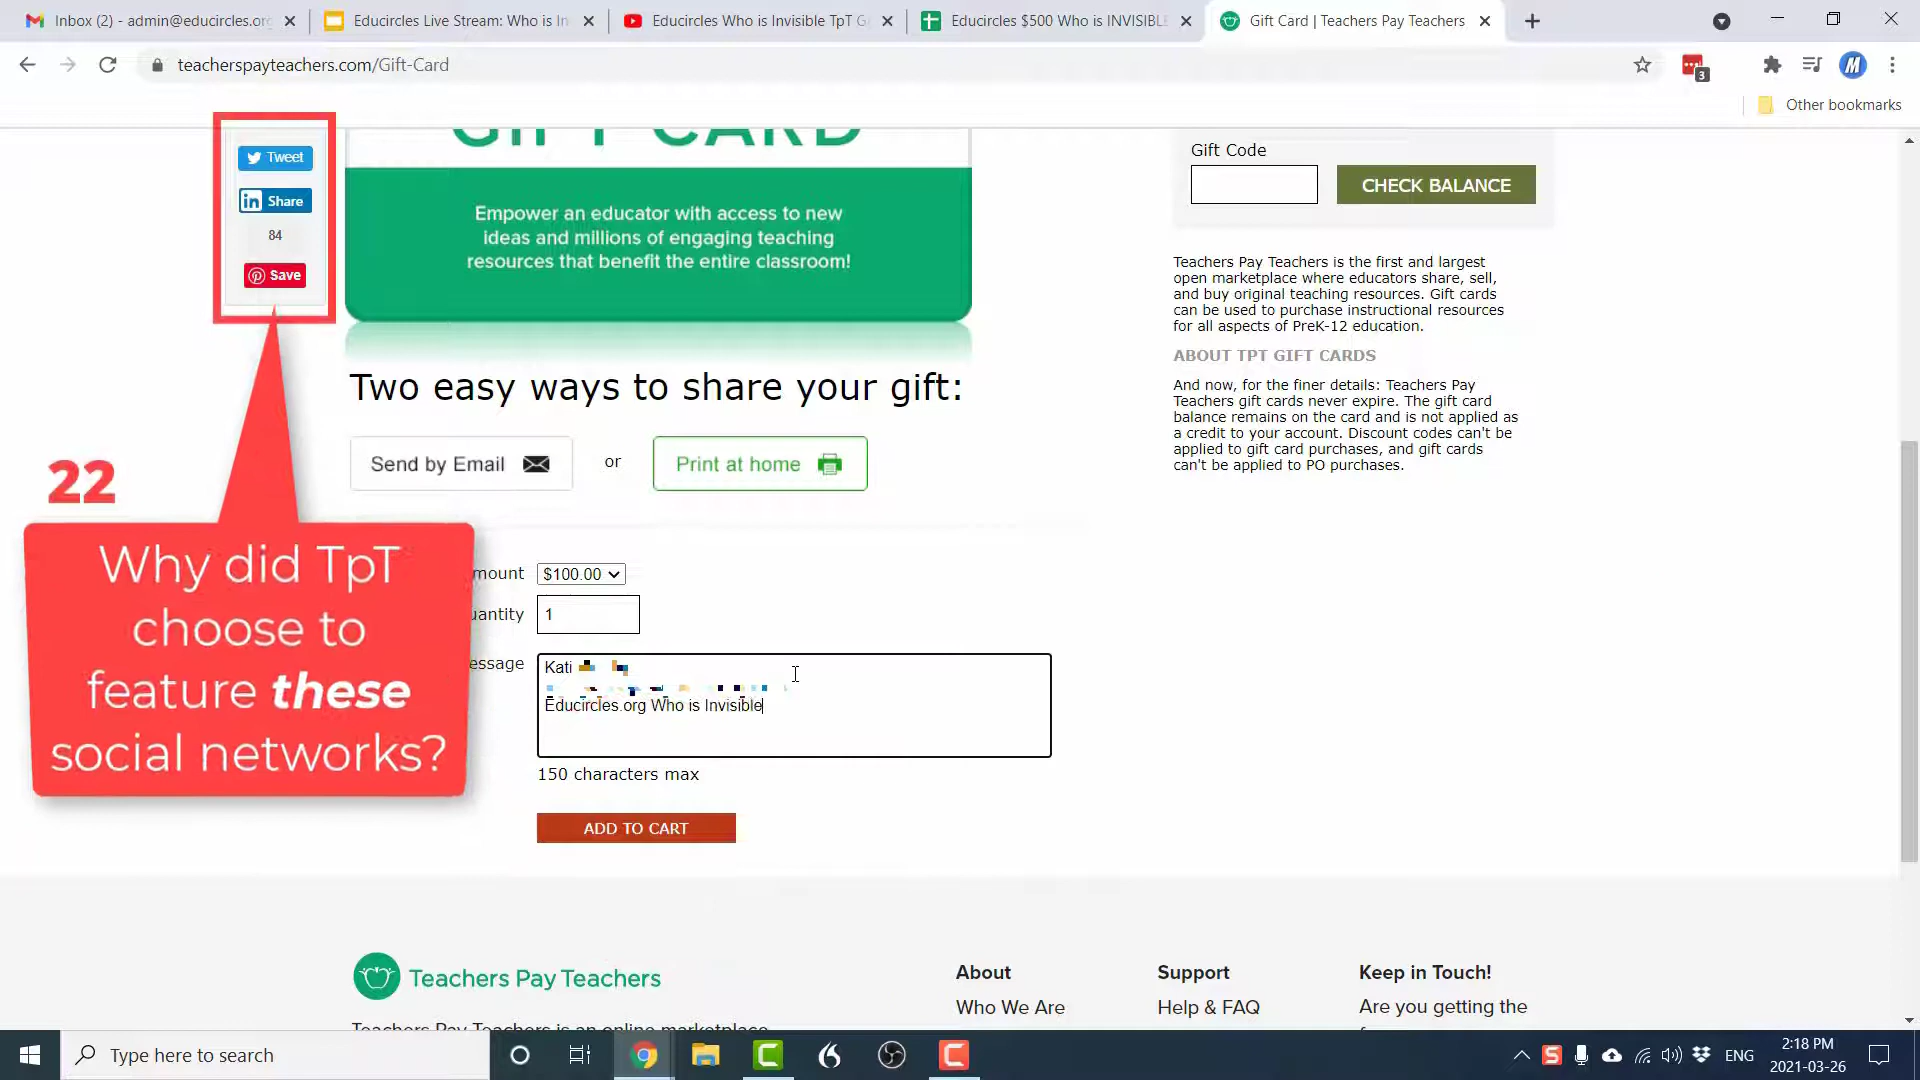 Inbox (2) - admin@educircles.org
Educircles Live Stream: Who is In
Educircles Who is Invisible TpT G
Educircles $500 Who is INVISIBLE
Gift Card | Teachers Pay Teachers
teacherspayteachers.com/Gift-Card
3
M
Other bookmarks
GIFT CARD
Tweet
in Share
84
Save
Empower an educator with access to new
ideas and millions of engaging teaching
resources that benefit the entire classroom!
Gift Code
CHECK BALANCE
Teachers Pay Teachers is the first and largest
open marketplace where educators share, sell,
and buy original teaching resources. Gift cards
can be used to purchase instructional resources
for all aspects of PreK-12 education.
ABOUT TPT GIFT CARDS
And now, for the finer details: Teachers Pay
Teachers gift cards never expire. The gift card
balance remains on the card and is not applied as
a credit to your account. Discount codes can't be
applied to gift card purchases, and gift cards
can't be applied to PO purchases.
Two easy ways to share your gift:
Send by Email
or
Print at home
22
Why did TpT
choose to
feature these
social networks?
mount
$100.00
uantity
1
essage
Kati
Educircles.org Who is Invisible
150 characters max
ADD TO CART
Teachers Pay Teachers
Teachers Pay Teachers is an online marketplace
About
Who We Are
Support
Help & FAQ
Keep in Touch!
Are you getting the
Type here to search
ENG
2:18 PM
2021-03-26